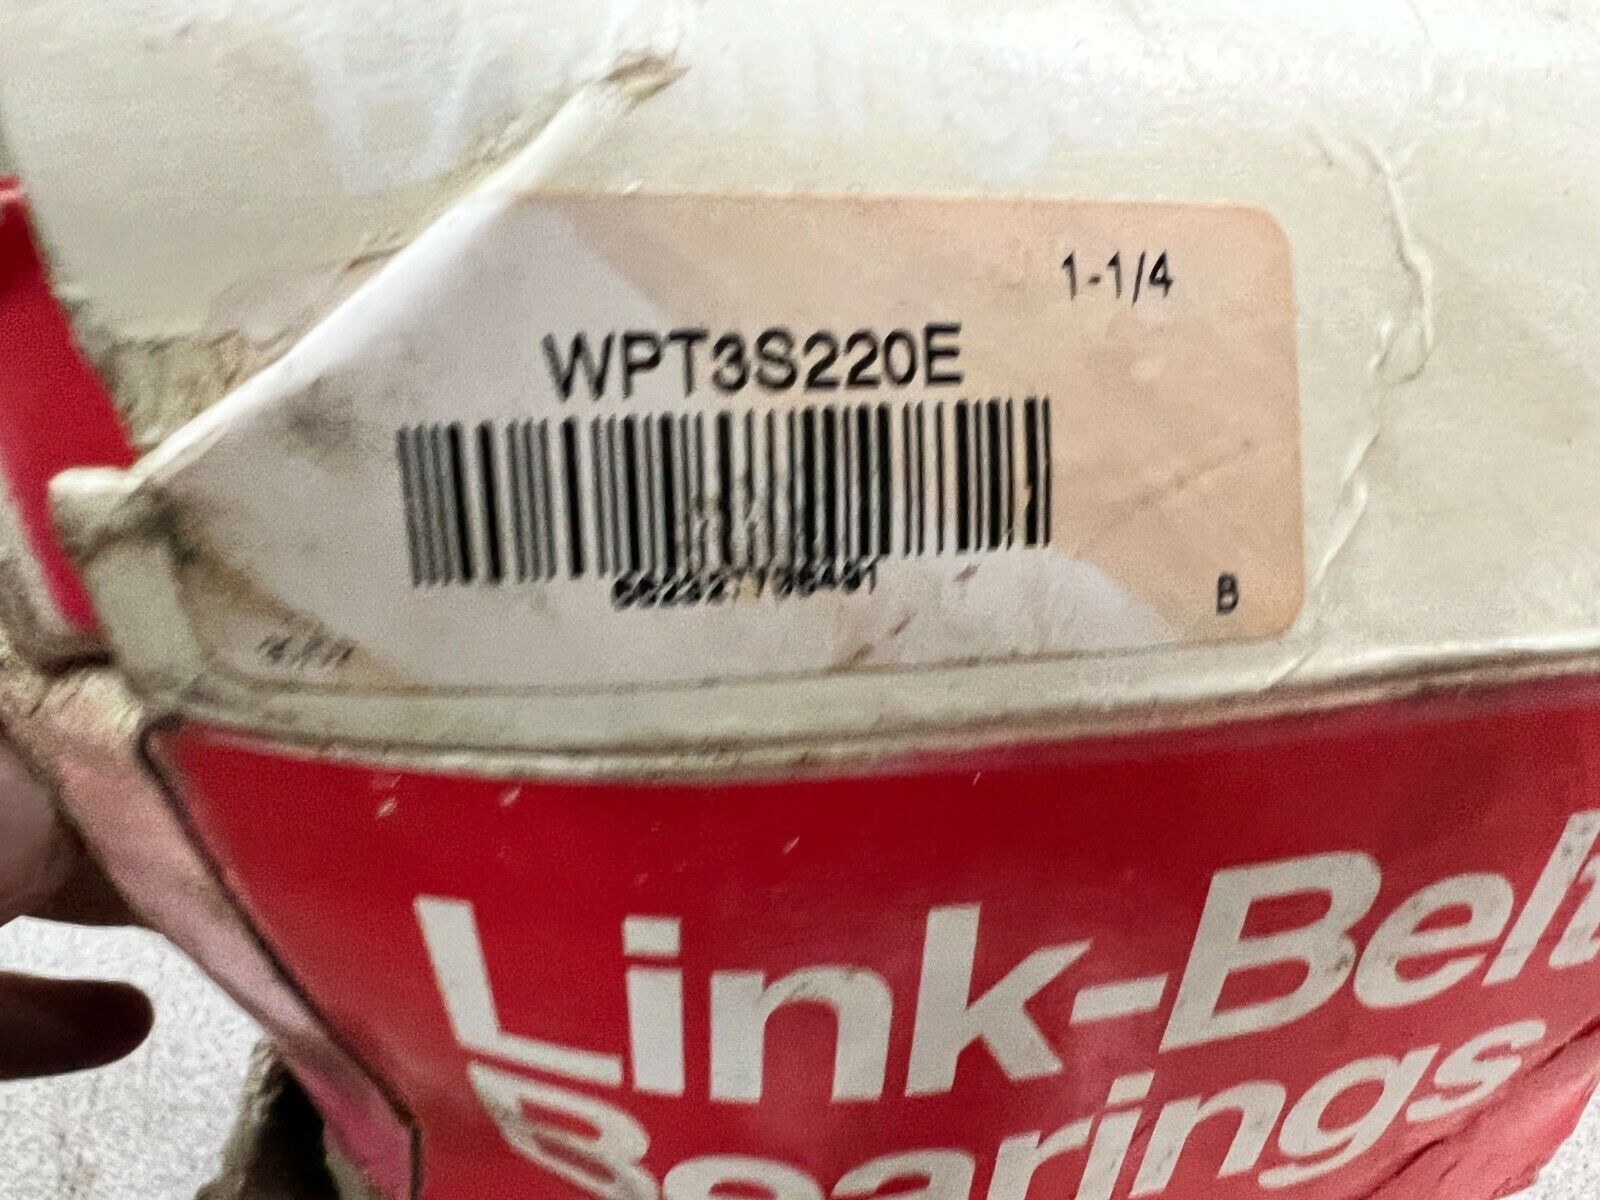 1-1/4
WPT3S220E
B
Link-Belt
Bearings